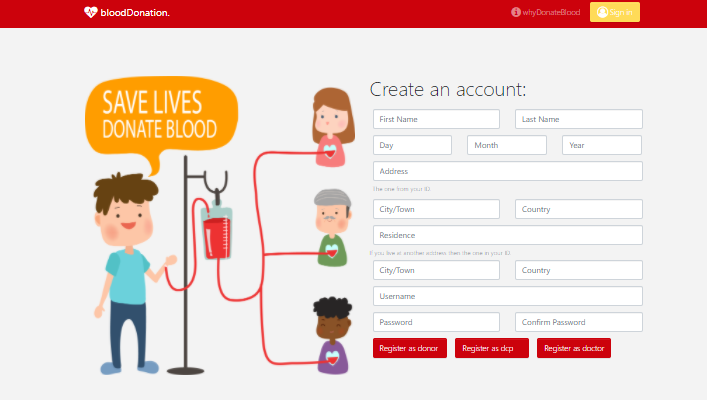 bloodDonation.
whyDonateBlood
Sign in
SAVE LIVES
DONATE BLOOD
Create an account:
First Name
Last Name
Day
Month
Year
Address
The one from your ID
City/Town
Country
Residence
If you live at another address then the one in your ID
City/Town
Country
Username
Password
Confirm Password
Register as donor
Register as dcp
Register as doctor